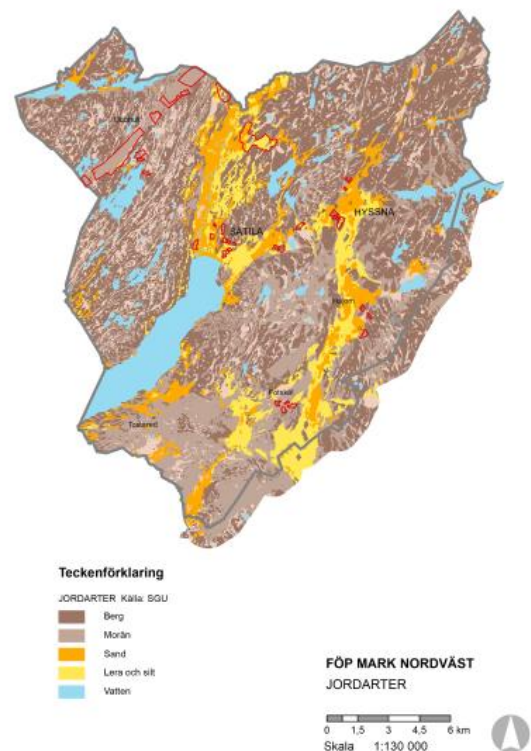 SÄTILA
HYSSNA
Tostared
Teckenförklaring
JORDARTER Källa: SGU
Berg
Morän
Sand
Lera och silt
Vatten
FÖP MARK NORDVÄST
JORDARTER
0 1,5 3 4,5 6 km
Skala 1:130 000